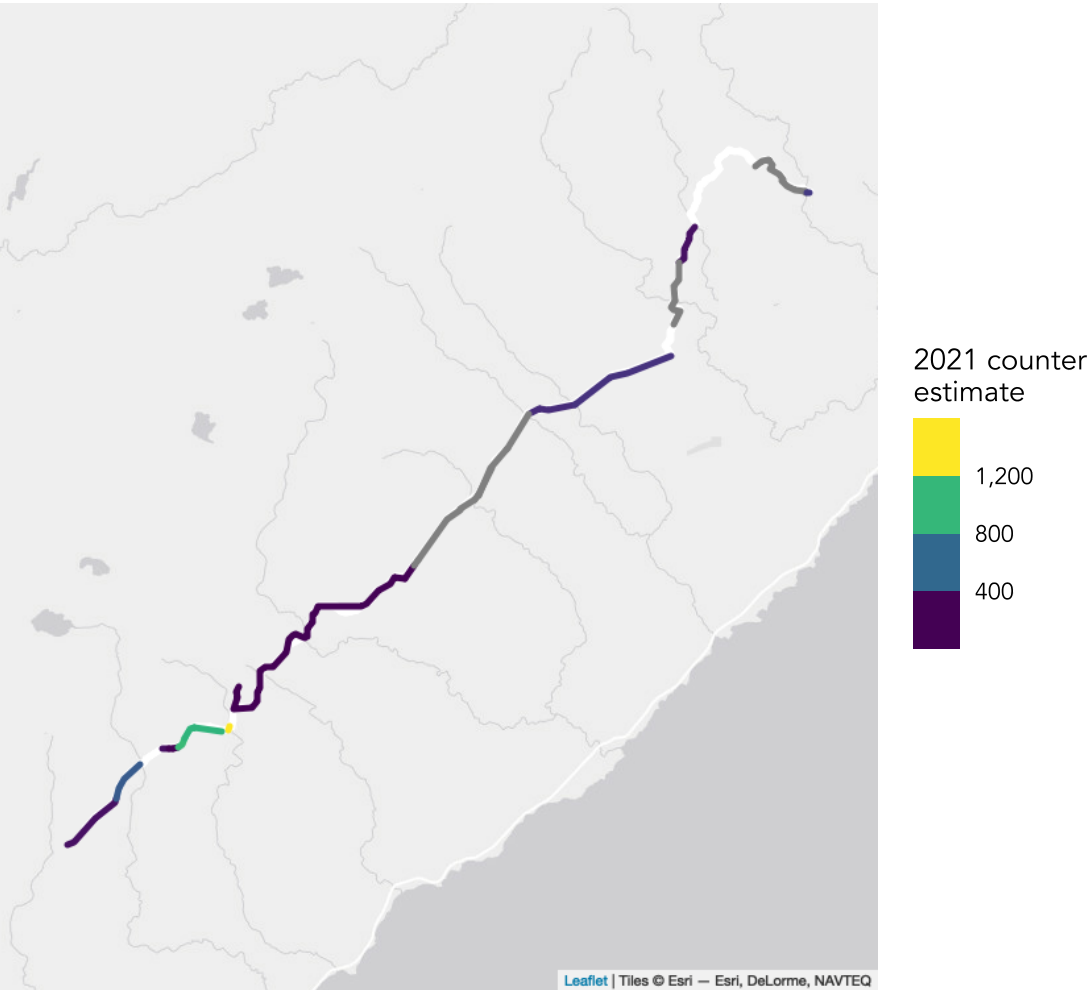 2021 counter
estimate
1,200
800
400
Leaflet | Tiles © Esri — Esri, DeLorme, NAVTEQ